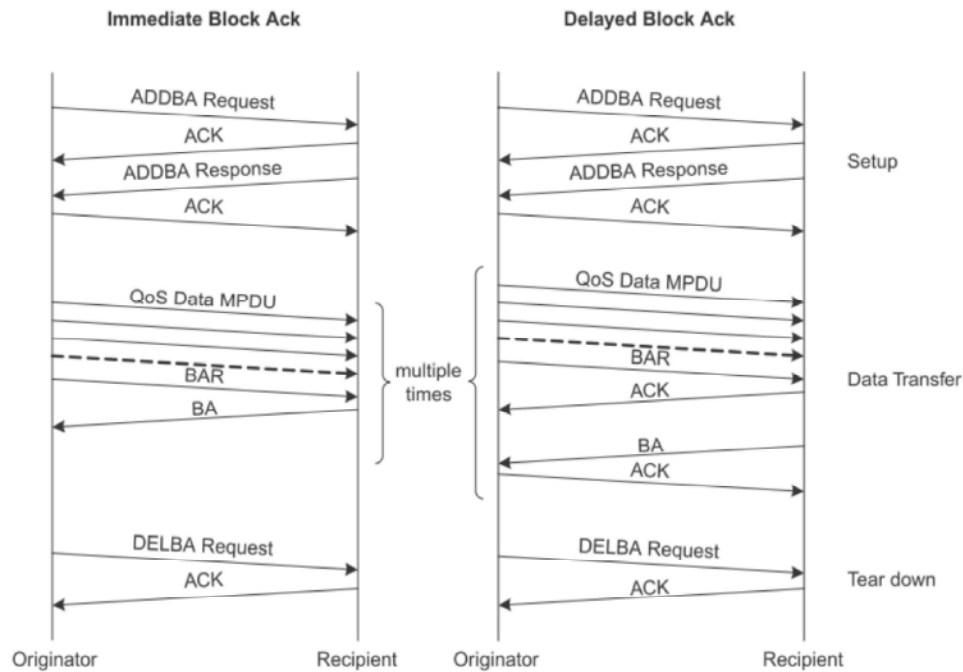 Immediate Block Ack
Delayed Block Ack
ADDBA Request
ACK
ADDBA Response
ACK
QoS Data MPDU
BAR
BA
DELBA Request
ACK
Originator
Recipient
multiple
times
ADDBA Request
ACK
ADDBA Response
ACK
QoS Data MPDU
BAR
ACK
BA
ACK
DELBA Request
ACK
Originator
Recipient
Setup
Data Transfer
Tear down